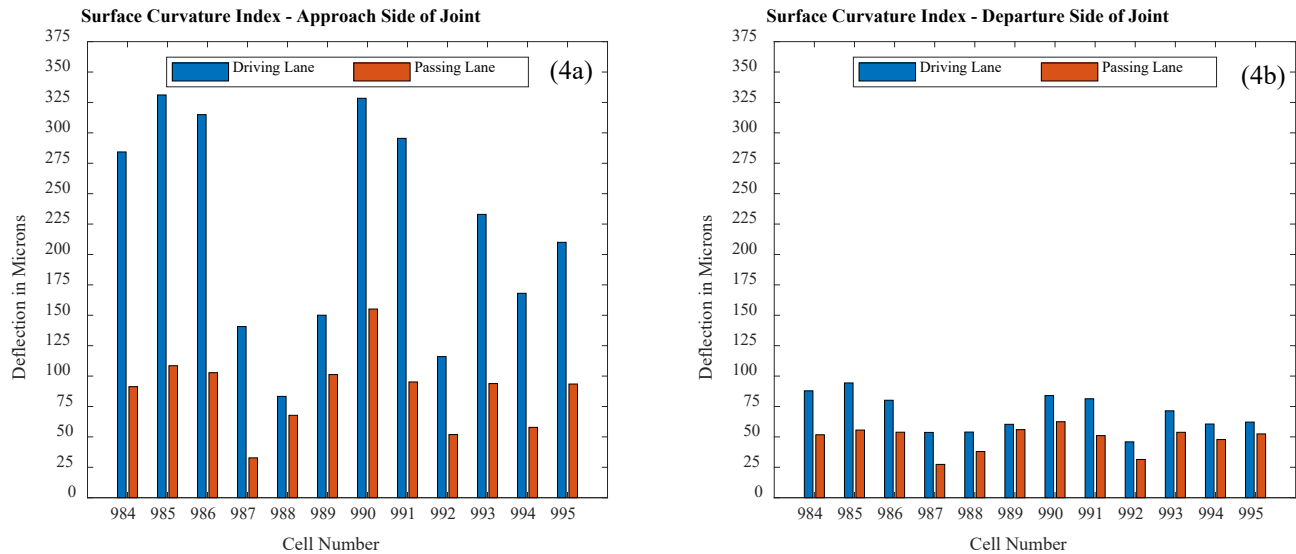 Surface Curvature Index - Approach Side of Joint
375
350
325
300
275
250
225
200
175
150
125
100
75
50
25
0
Deflection in Microns
Driving Lane
Passing Lane
(4a)
984 985 986 987 988 989 990 991 992 993 994 995
Cell Number
Surface Curvature Index - Departure Side of Joint
375
350
325
300
275
250
225
200
175
150
125
100
75
50
25
0
Deflection in Microns
Driving Lane
Passing Lane
(4b)
984 985 986 987 988 989 990 991 992 993 994 995
Cell Number